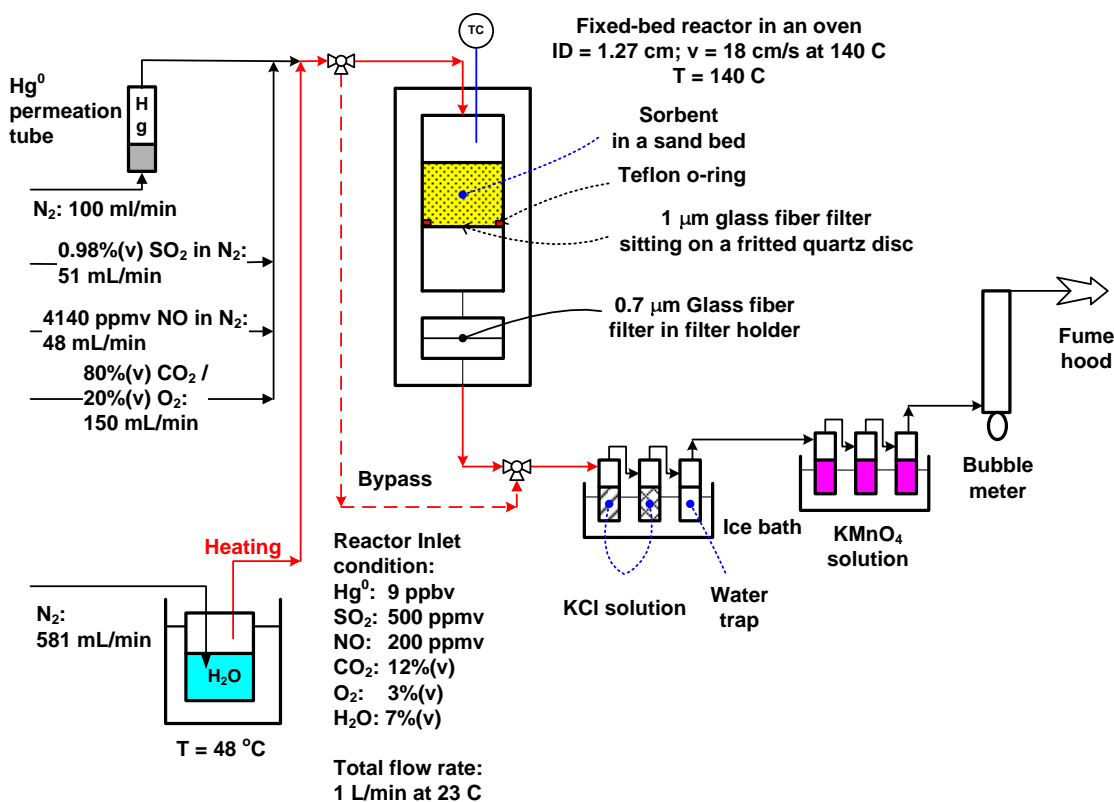 TC
Fixed-bed reactor in an oven
ID = 1.27 cm; v = 18 cm/s at 140 C
T = 140 C
Hg⁰
permeation
tube
H
g
N₂: 100 ml/min
0.98%(v) SO₂ in N₂:
51 mL/min
4140 ppmv NO in N₂:
48 mL/min
80%(v) CO₂ /
20%(v) O₂:
150 mL/min
Sorbent
in a sand bed
Teflon o-ring
1 μm glass fiber filter
sitting on a fritted quartz disc
0.7 μm Glass fiber
filter in filter holder
Fume
hood
Bubble
meter
Bypass
Ice bath
KMnO₄
solution
KCl solution
Water
trap
Heating
N₂:
581 mL/min
H₂O
T = 48 °C
Reactor Inlet
condition:
Hg⁰: 9 ppbv
SO₂: 500 ppmv
NO: 200 ppmv
CO₂: 12%(v)
O₂: 3%(v)
H₂O: 7%(v)
Total flow rate:
1 L/min at 23 C